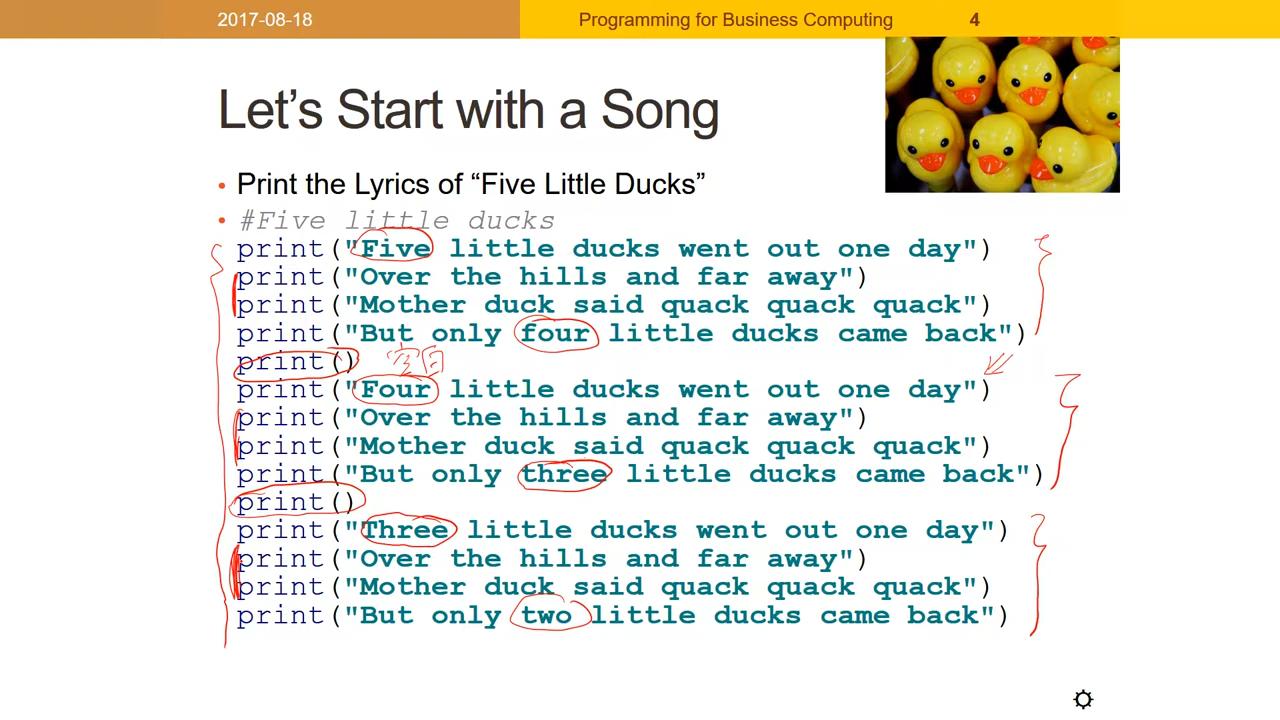 2017-08-18
Programming for Business Computing
4
Let's Start with a Song
• Print the Lyrics of “Five Little Ducks”
• #Five little ducks
print("Five little ducks went out one day")
print("Over the hills and far away")
print("Mother duck said quack quack quack")
print("But only four little ducks came back")
print() 空白
print("Four little ducks went out one day")
print("Over the hills and far away")
print("Mother duck said quack quack quack")
print("But only three little ducks came back")
print()
print("Three little ducks went out one day")
print("Over the hills and far away")
print("Mother duck said quack quack quack")
print("But only two little ducks came back")